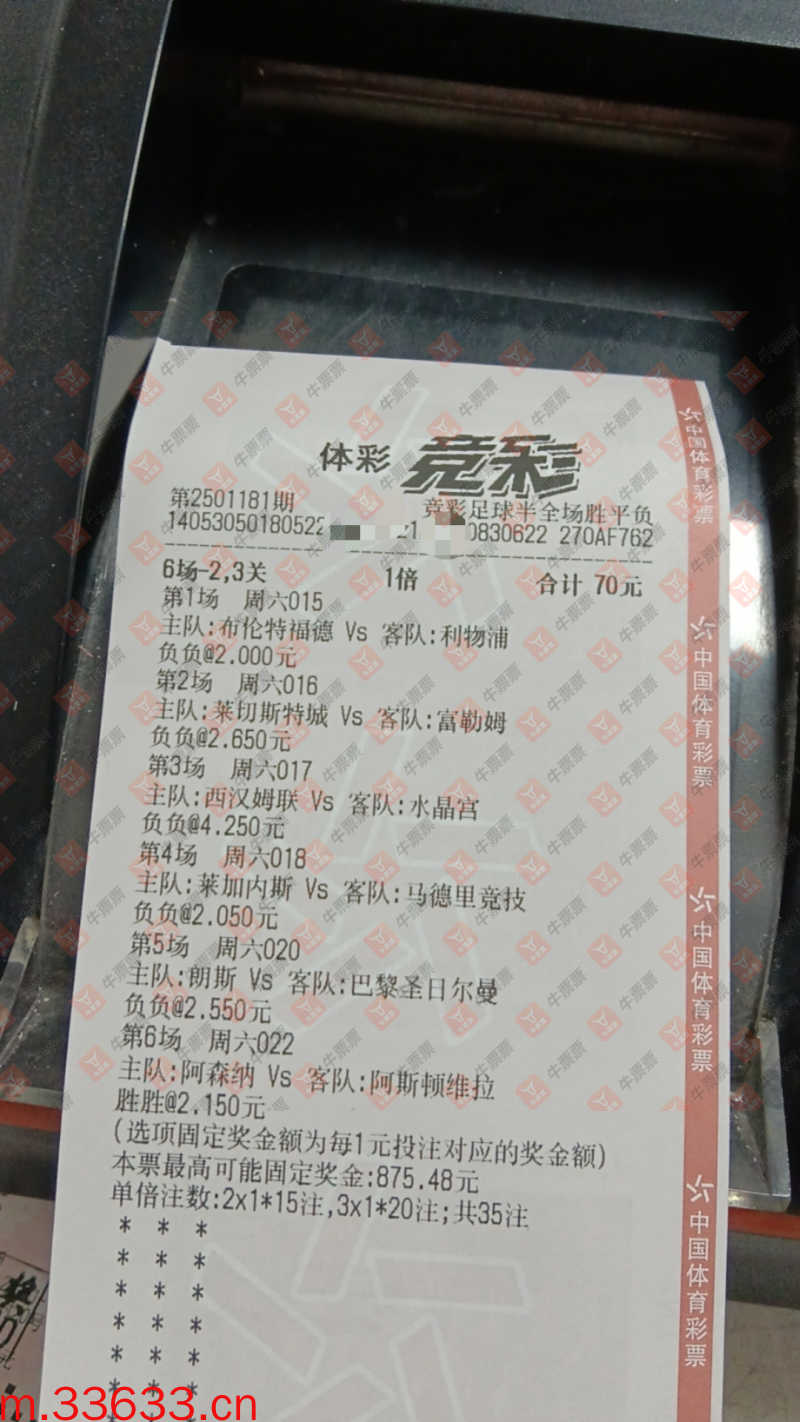 体彩 竞彩
第2501181期
竞彩足球半全场胜平负
14053050180522 21 0830622 270AF762
6场-2,3关 1倍 合计 70元
第1场 周六015
主队:布伦特福德 Vs 客队:利物浦
负负@2.000元
第2场 周六016
主队:莱切斯特城 Vs 客队:富勒姆
负负@2.650元
第3场 周六017
主队:西汉姆联 Vs 客队:水晶宫
负负@4.250元
第4场 周六018
主队:莱加内斯 Vs 客队:马德里竞技
负负@2.050元
第5场 周六020
主队:朗斯 Vs 客队:巴黎圣日尔曼
负负@2.550元
第6场 周六022
主队:阿森纳 Vs 客队:阿斯顿维拉
胜胜@2.150元
(选项固定奖金额为每1元投注对应的奖金额)
本票最高可能固定奖金:875.48元
单倍注数:2x1*15注,3x1*20注;共35注
* * *
* * *
* * *
* * *
* * *
* * *
* * *
中国体育彩票
中国体育彩票
中国体育彩票
中国体育彩票
牛票票
m.33633.cn